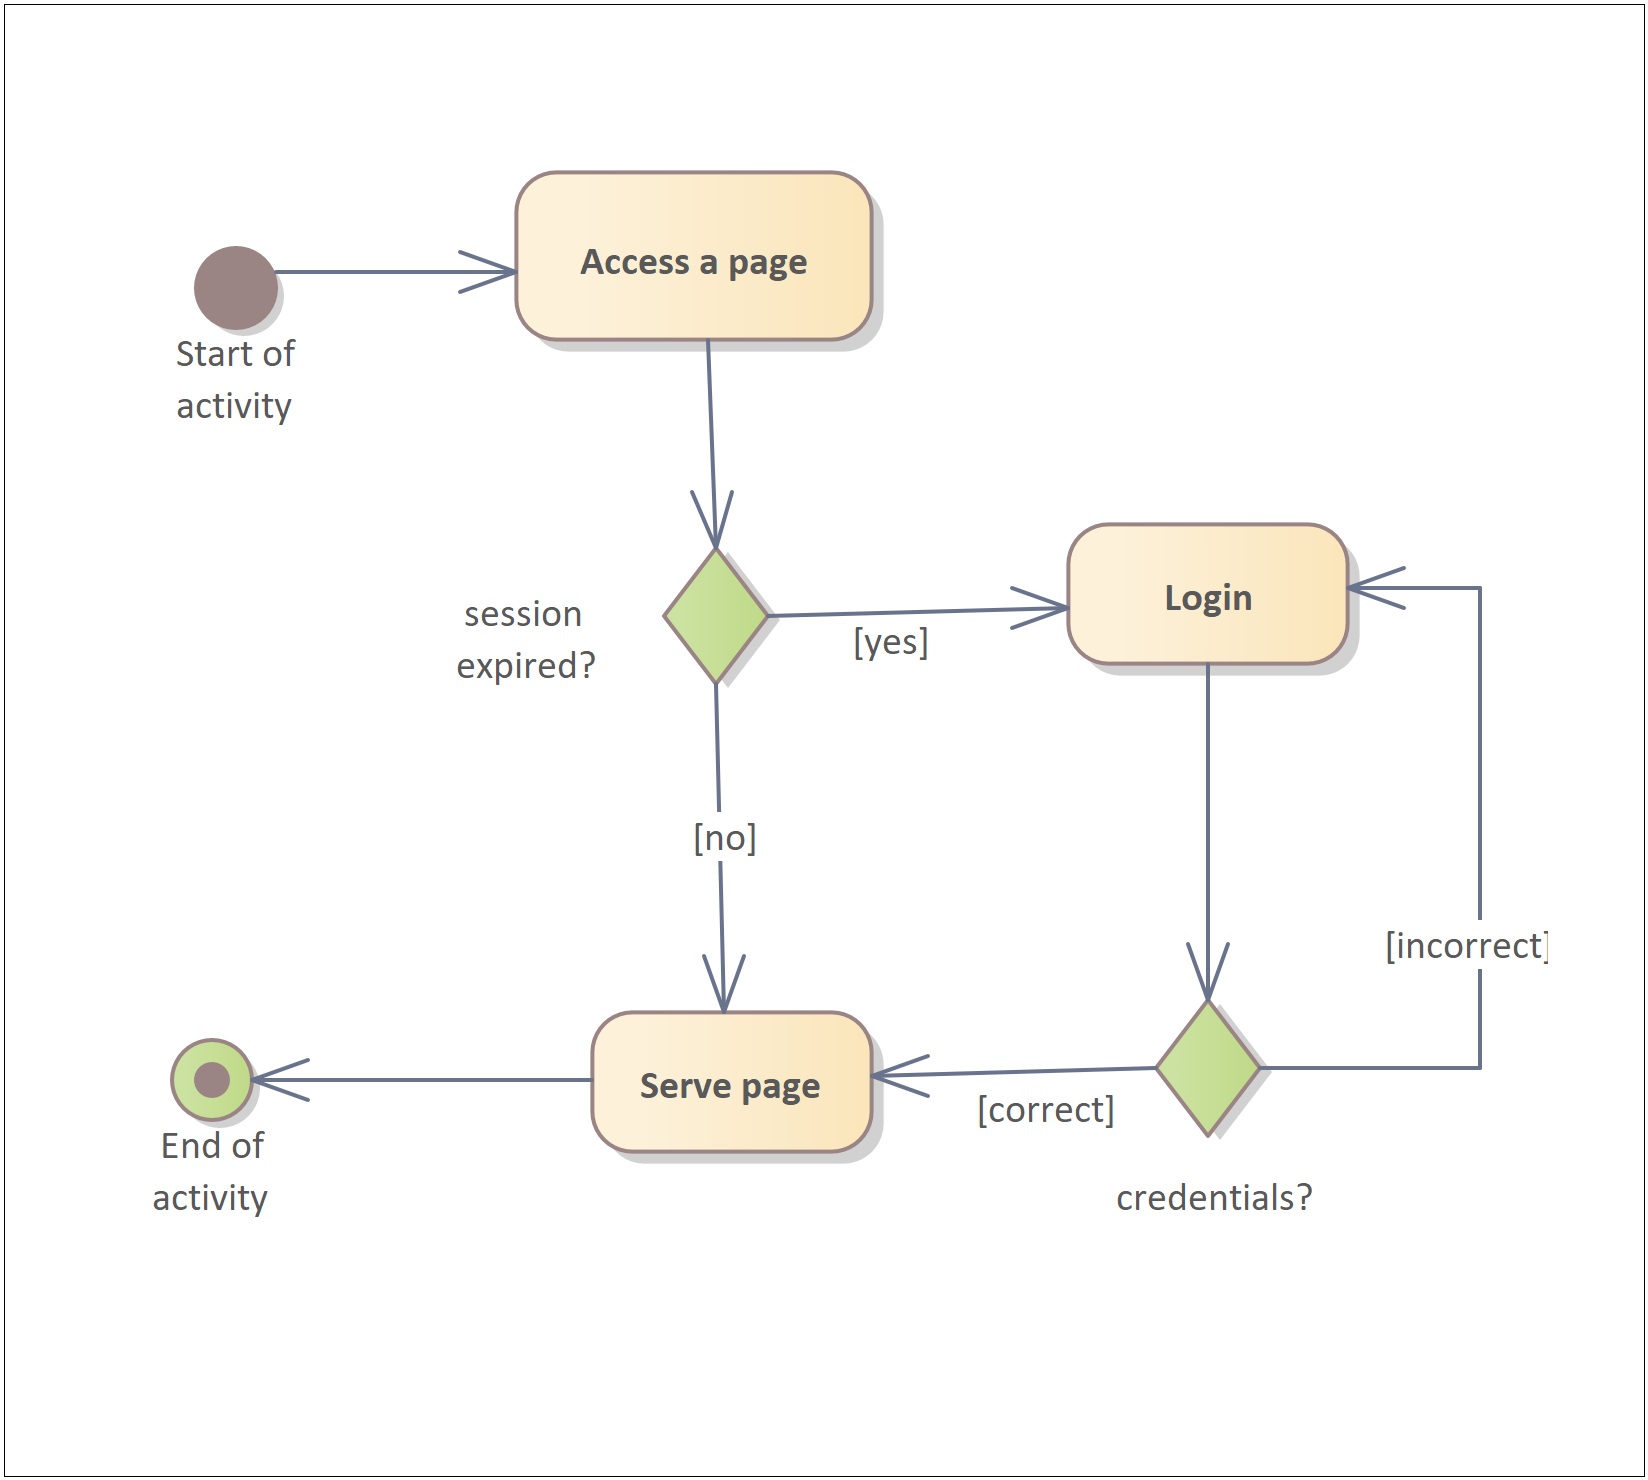 Access a page
Start of
activity
session
expired?
[yes]
Login
[no]
[incorrect]
Serve page
[correct]
End of
activity
credentials?